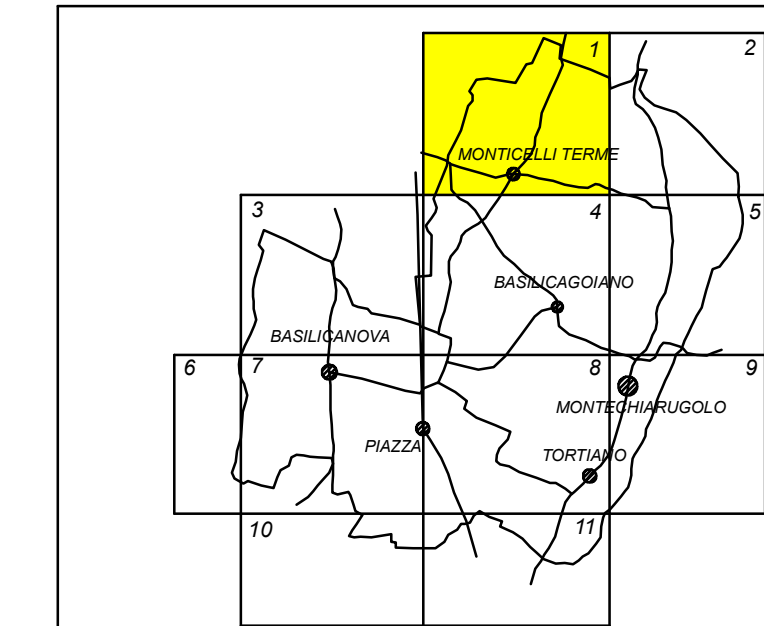 1
2
MONTICELLI TERME
3
4
5
BASILICAGOIANO
BASILICANOVA
6
7
8
9
MONTECHIARUGOLO
PIAZZA
TORTIANO
10
11